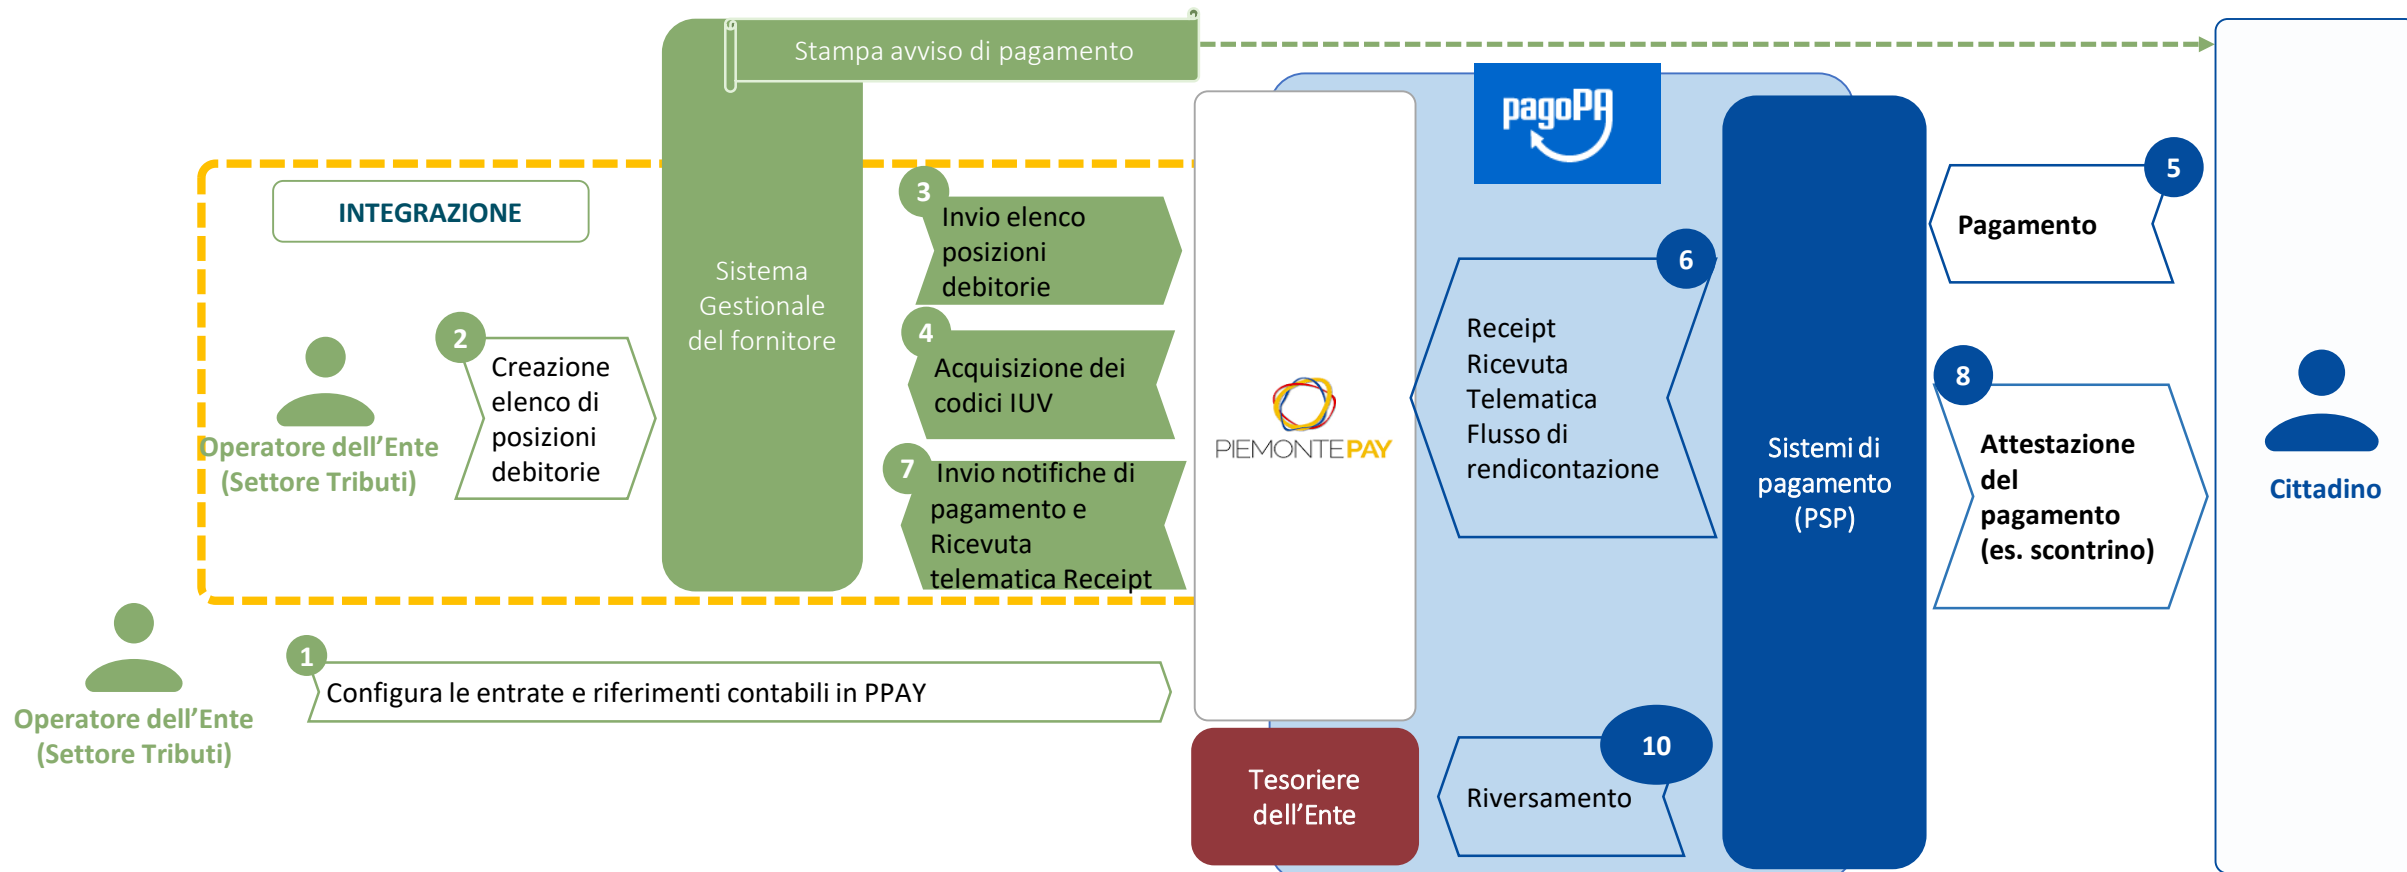 Stampa avviso di pagamento
pagoPA
INTEGRAZIONE
Operatore dell’Ente
(Settore Tributi)
2
Creazione
elenco di
posizioni
debitorie
Sistema
Gestionale
del fornitore
3
Invio elenco
posizioni
debitorie
4
Acquisizione dei
codici IUV
7
Invio notifiche di
pagamento e
Ricevuta
telematica Receipt
PIEMONTEPAY
6
Receipt
Ricevuta
Telematica
Flusso di
rendicontazione
Sistemi di
pagamento
(PSP)
5
Pagamento
8
Attestazione
del
pagamento
(es. scontrino)
Cittadino
Operatore dell’Ente
(Settore Tributi)
1
Configura le entrate e riferimenti contabili in PPAY
Tesoriere
dell’Ente
10
Riversamento